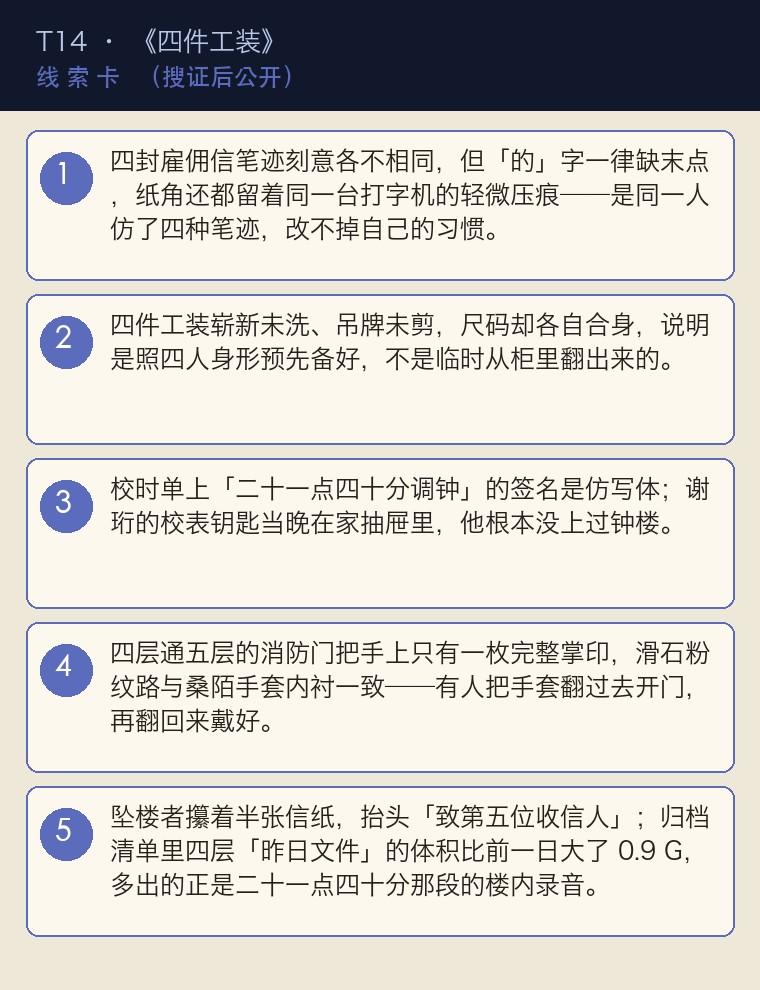 T14 · 《四件工装》
线索卡 （搜证后公开）
1
四封雇佣信笔迹刻意各不相同，但「的」字一律缺末点
，纸角还都留着同一台打字机的轻微压痕——是同一人
仿了四种笔迹，改不掉自己的习惯。
2
四件工装崭新未洗、吊牌未剪，尺码却各自合身，说明
是照四人身形预先备好，不是临时从柜里翻出来的。
3
校时单上「二十一点四十分调钟」的签名是仿写体；谢
珩的校表钥匙当晚在家抽屉里，他根本没上过钟楼。
4
四层通五层的消防门把手上只有一枚完整掌印，滑石粉
纹路与桑陌手套内衬一致——有人把手套翻过去开门，
再翻回来戴好。
5
坠楼者攥着半张信纸，抬头「致第五位收信人」；归档
清单里四层「昨日文件」的体积比前一日大了 0.9 G，
多出的正是二十一点四十分那段的楼内录音。